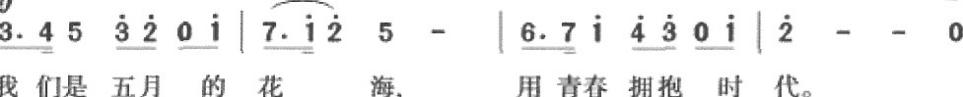 3. 4 5 3̇ 2̇ 0 1̇ | 7. 1̇ 2̇ 5 - | 6. 7 1̇ 4̇ 3̇ 0 1̇ | 2̇ - - 0
我 们 是 五 月 的 花 海, 用 青 春 拥 抱 时 代。